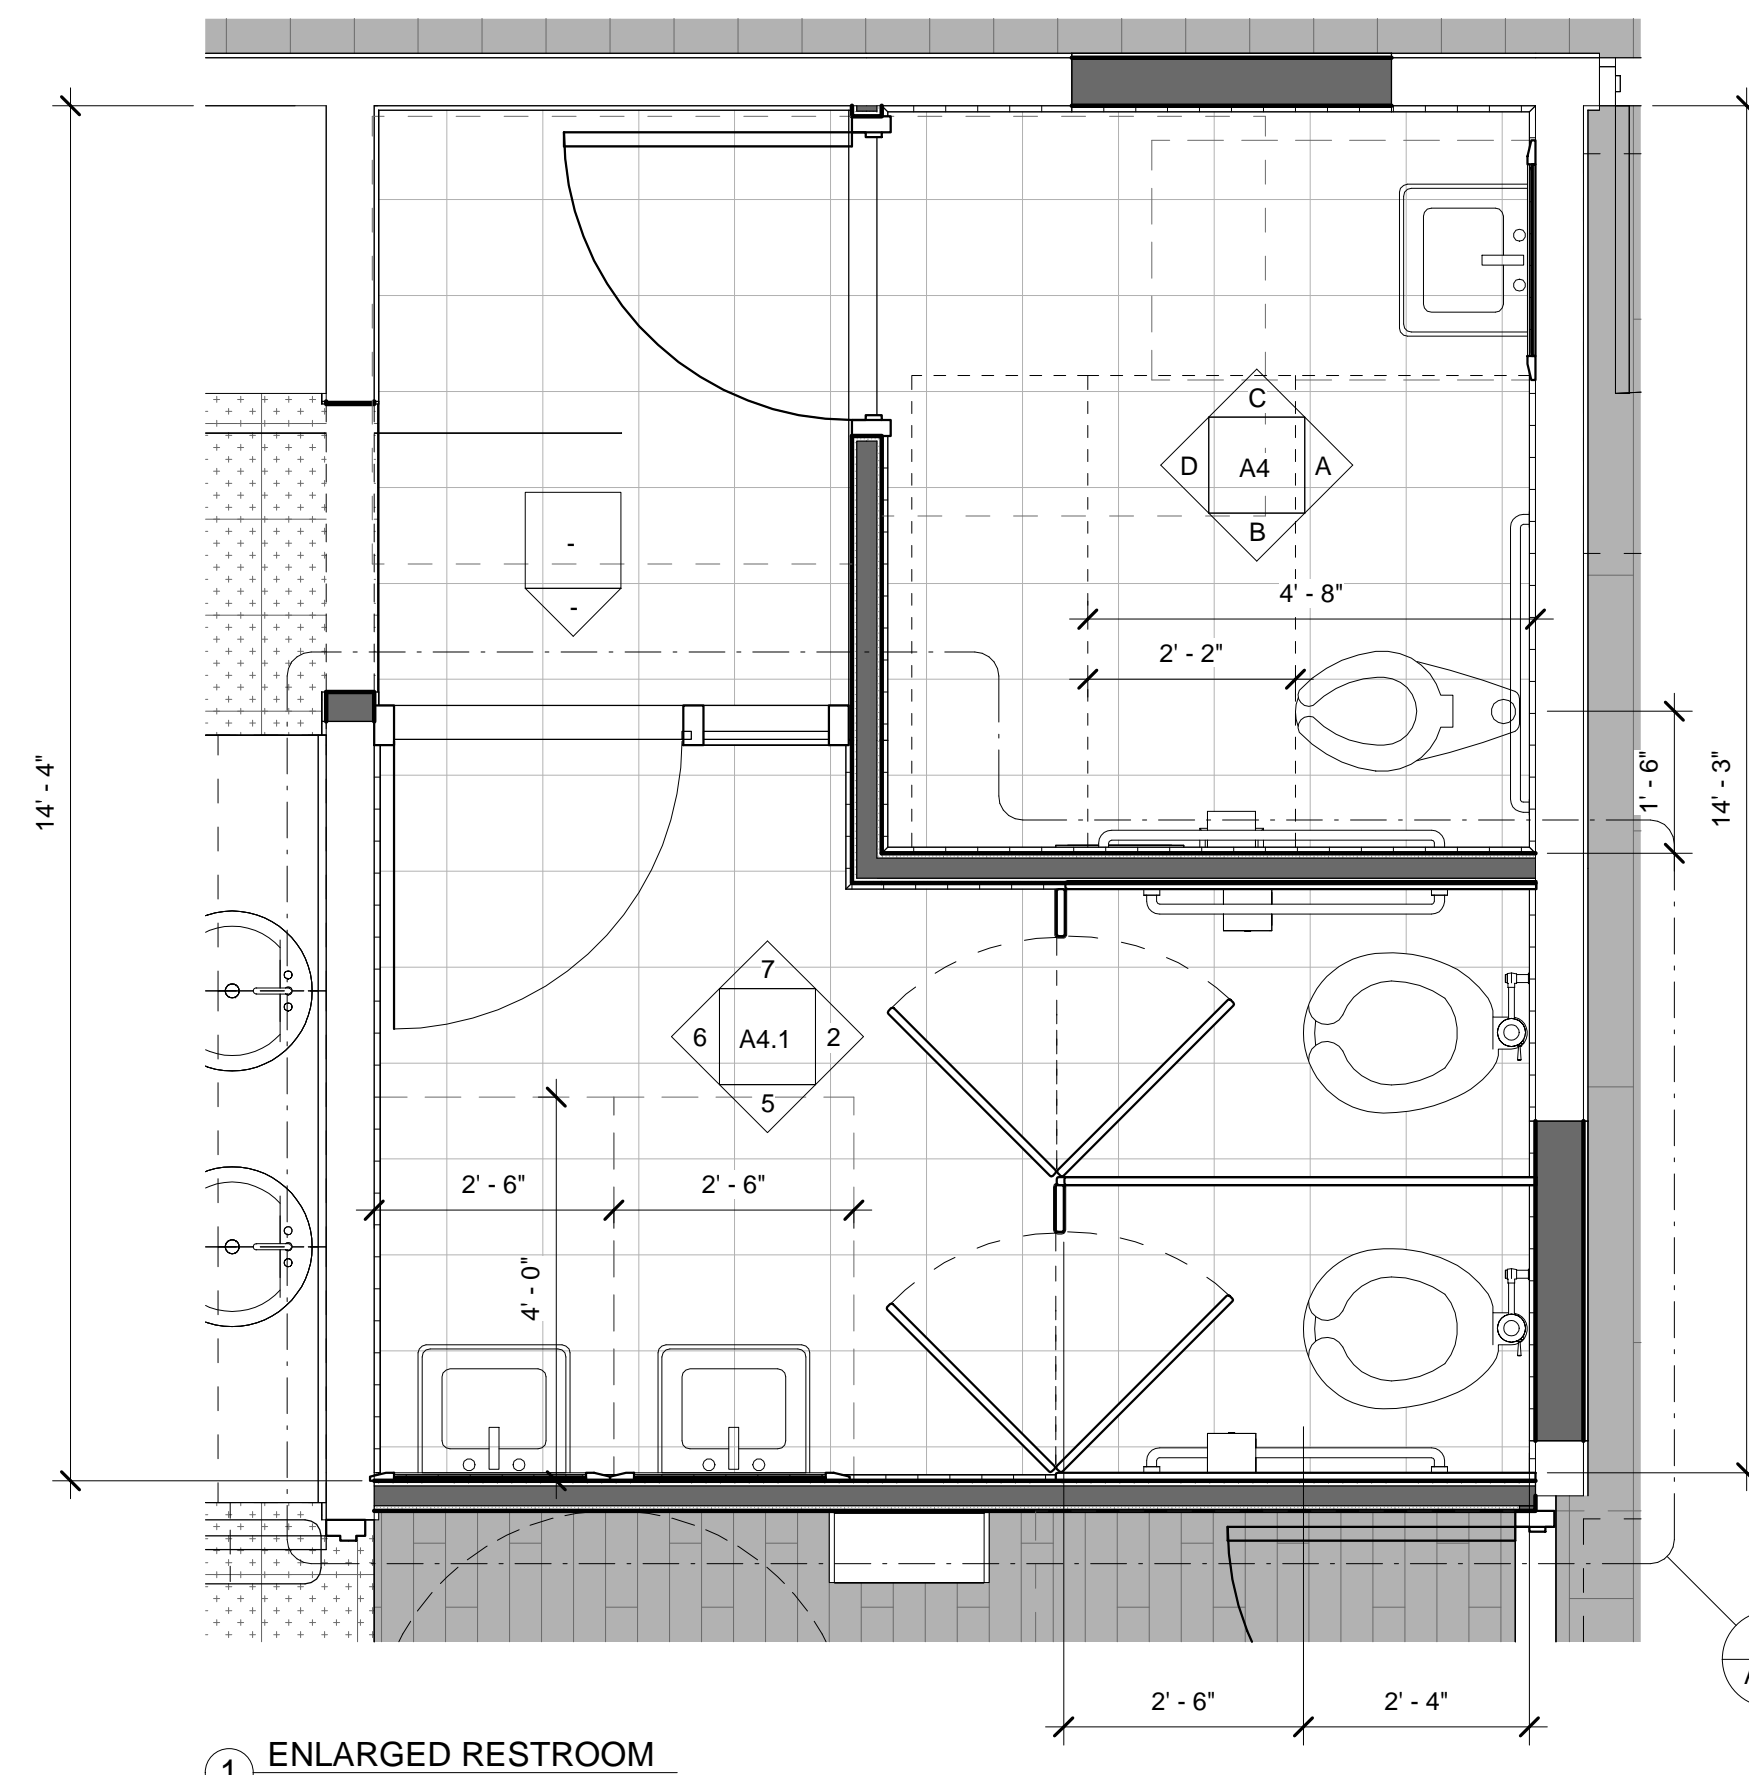 C
D A4 A
B
-
-
4' - 8"
2' - 2"
14' - 4"
1' - 6"
14' - 3"
7
6 A4.1 2
5
2' - 6" 2' - 6"
4' - 0"
2' - 6" 2' - 4"
1 ENLARGED RESTROOM